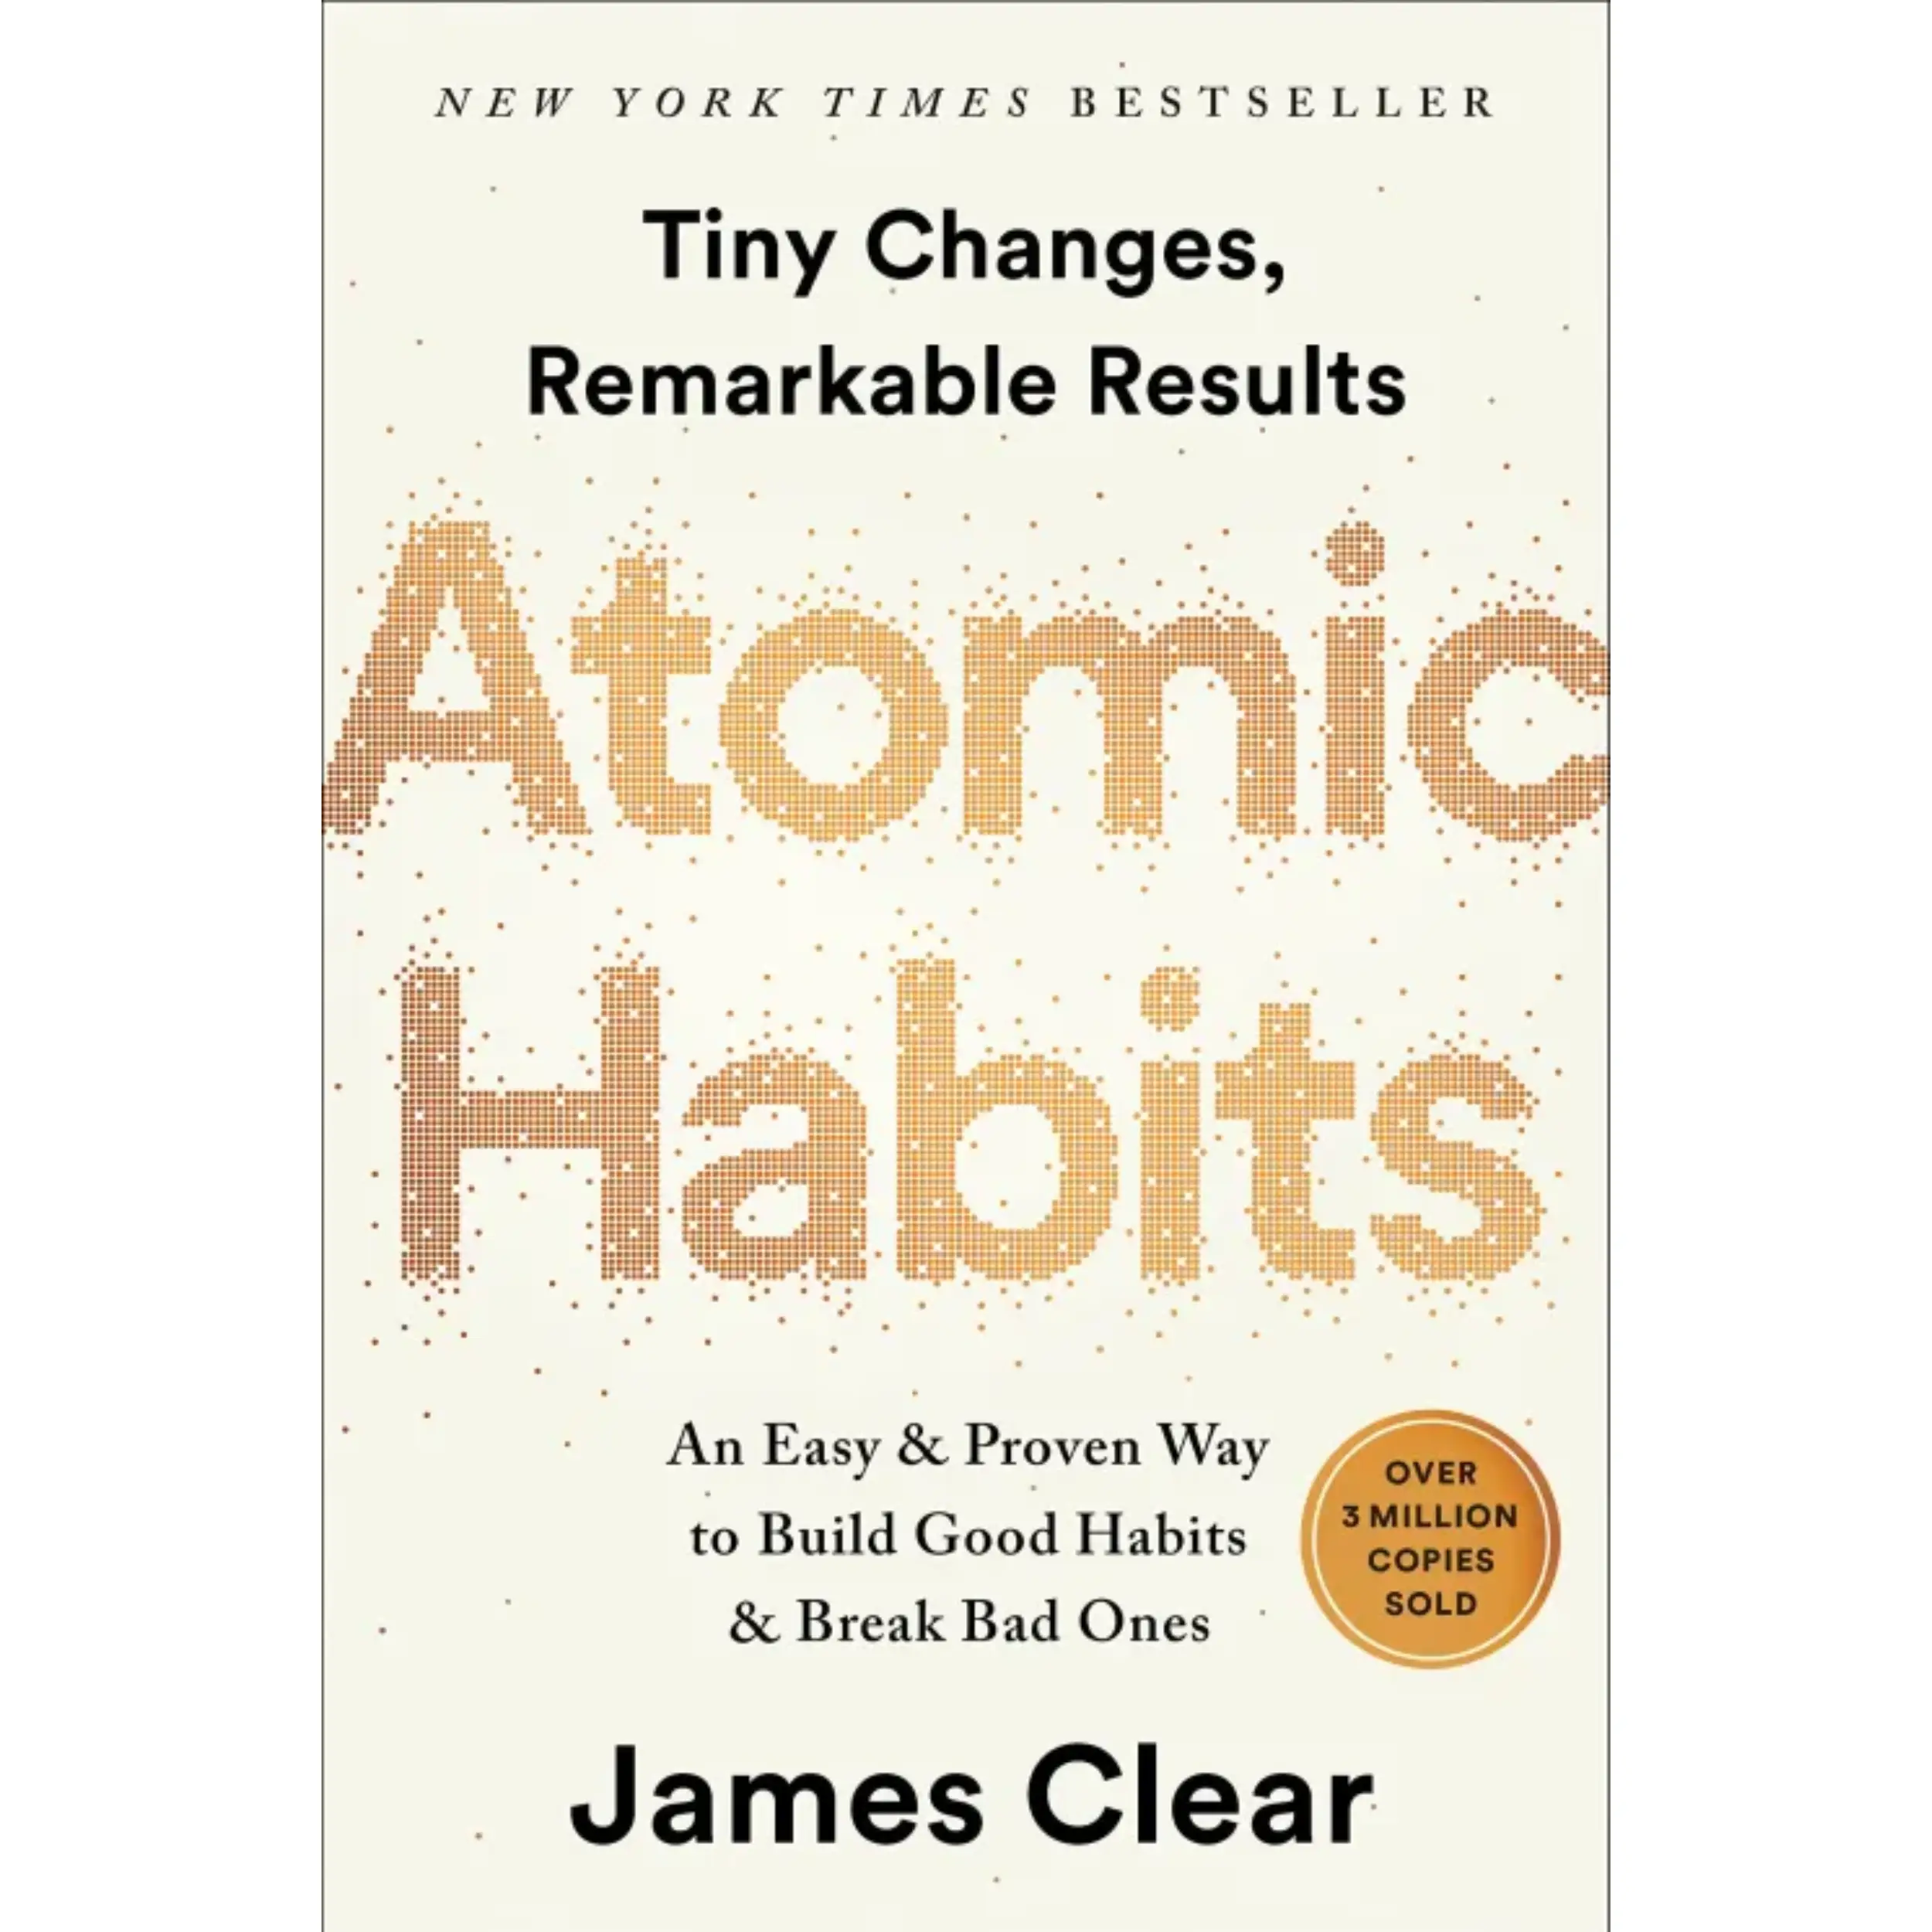 NEW YORK TIMES BESTSELLER
Tiny Changes,
Remarkable Results
Atomic
Habits
An Easy & Proven Way
to Build Good Habits
& Break Bad Ones
OVER
3 MILLION
COPIES
SOLD
James Clear